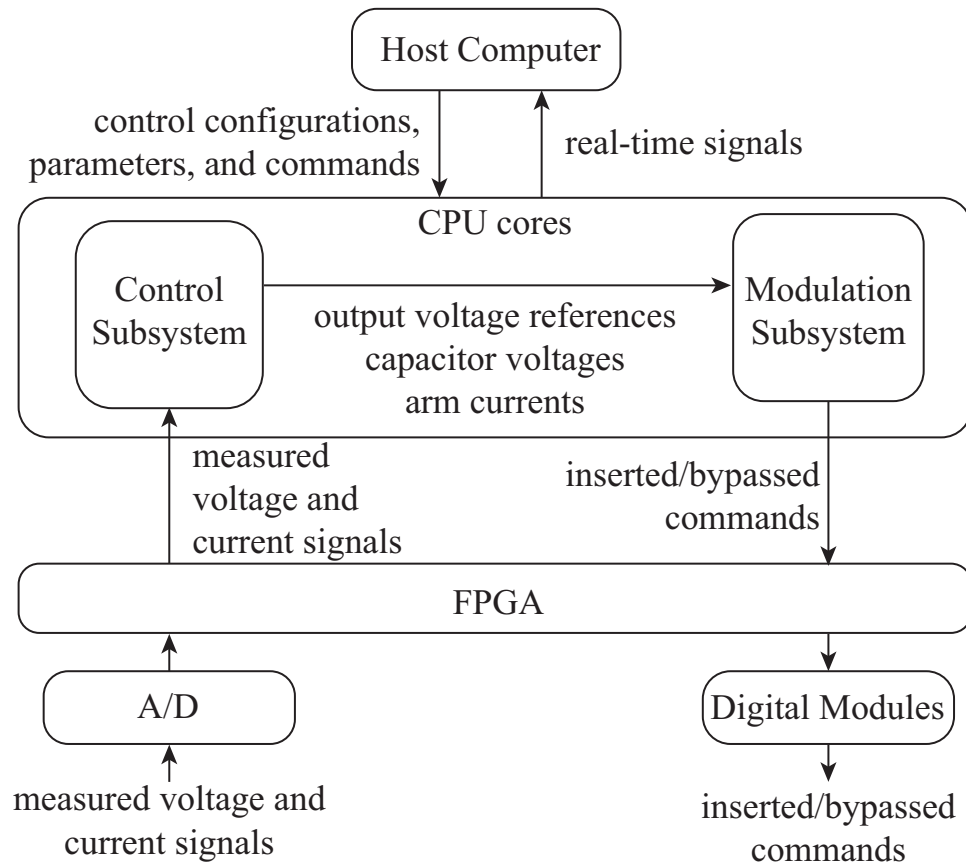 Host Computer
control configurations,
parameters, and commands
real-time signals
CPU cores
Control
Subsystem
output voltage references
capacitor voltages
arm currents
Modulation
Subsystem
measured
voltage and
current signals
inserted/bypassed
commands
FPGA
A/D
Digital Modules
measured voltage and
current signals
inserted/bypassed
commands